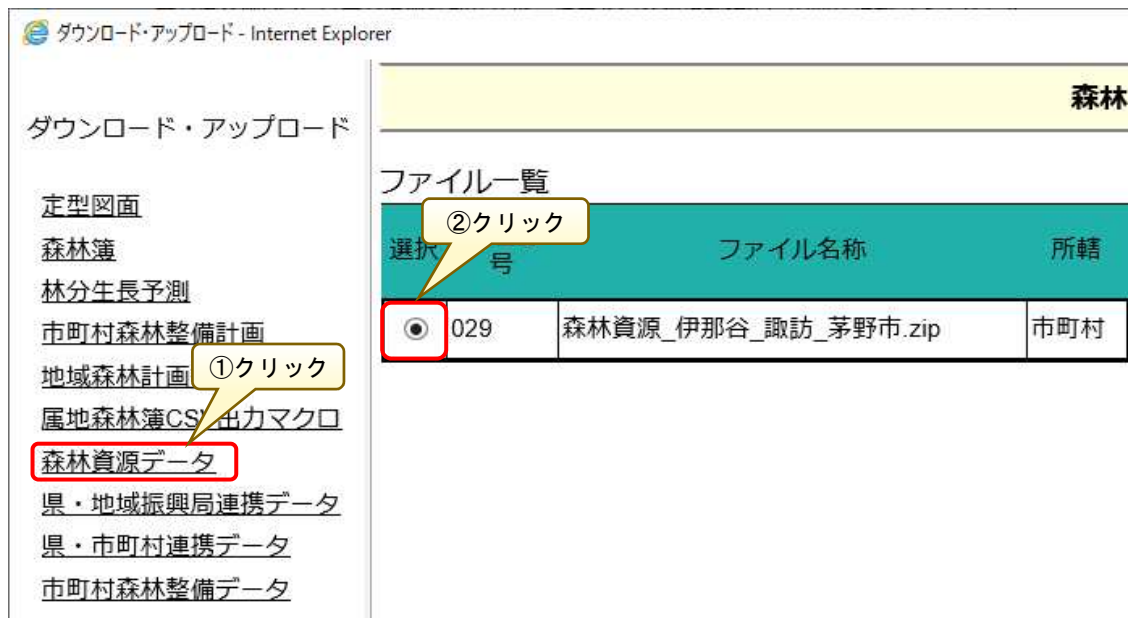 ダウンロード・アップロード - Internet Explorer
ダウンロード・アップロード
定型図面
森林簿
林分生長予測
市町村森林整備計画
地域森林計画
属地森林簿CSV出力マクロ
森林資源データ
県・地域振興局連携データ
県・市町村連携データ
市町村森林整備データ
①クリック
森林
ファイル一覧
②クリック
選択 号 ファイル名称 所轄
029 森林資源_伊那谷_諏訪_茅野市.zip 市町村